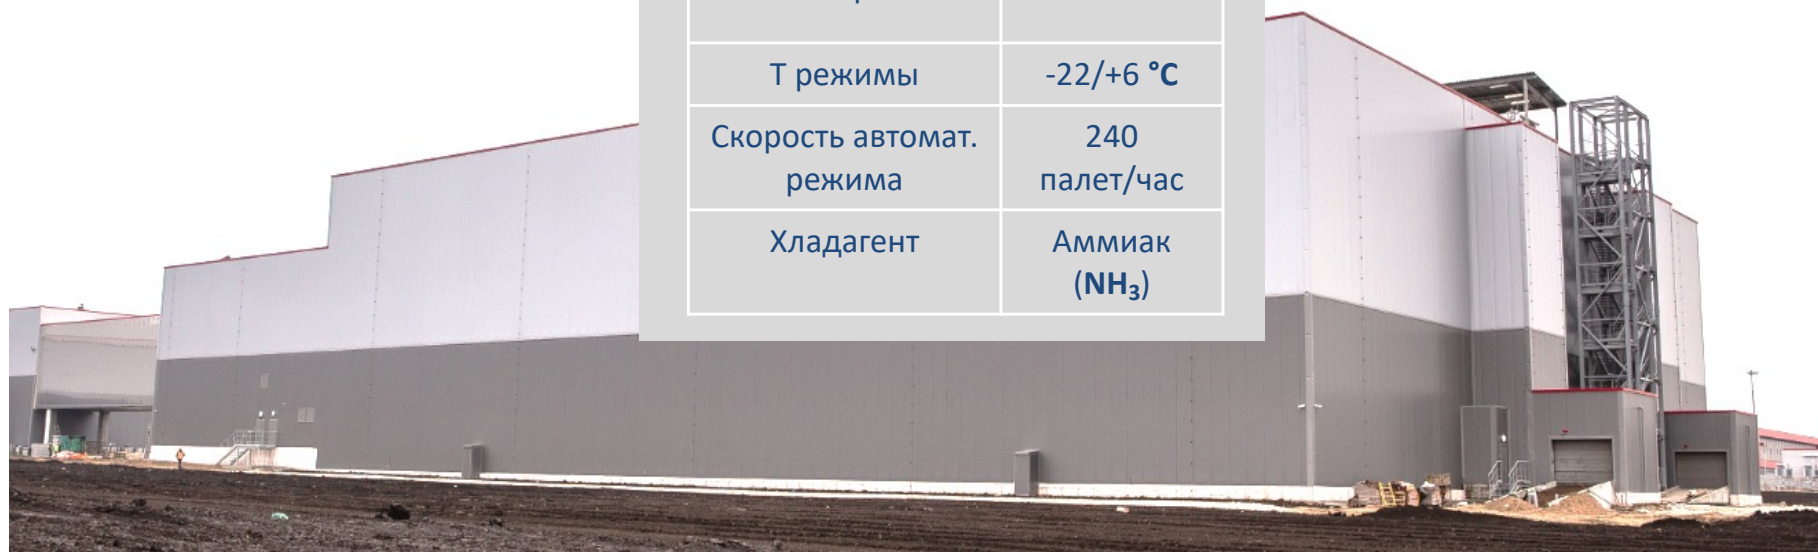 Т режимы
-22/+6 °C
Скорость автомат.
режима
240
палет/час
Хладагент
Аммиак
(NH₃)